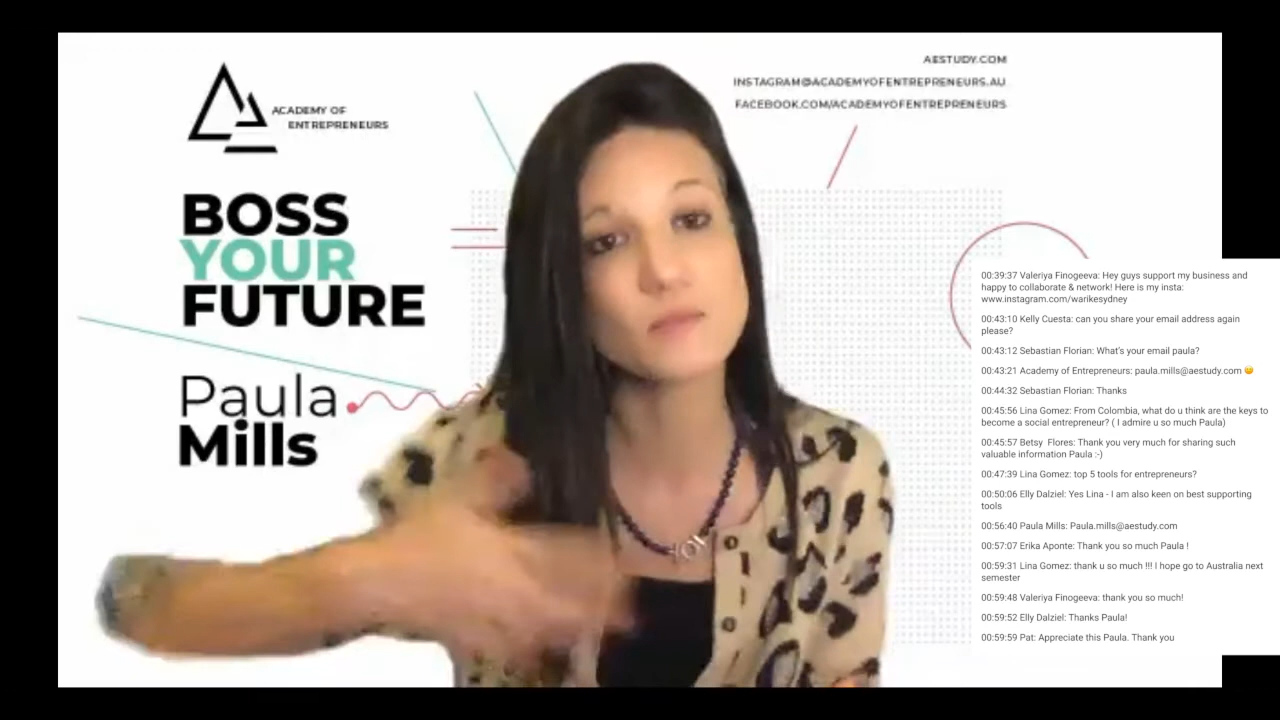 ACADEMY OF
ENTREPRENEURS
AESTUDY.COM
INSTAGRAM@ACADEMYOFENTREPRENEURS.AU
FACEBOOK.COM/ACADEMYOFENTREPRENEURS
BOSS
YOUR
FUTURE
Paula
Mills
00:39:37 Valeriya Finogeeva: Hey guys support my business and
happy to collaborate & network! Here is my insta:
www.instagram.com/warikesydney
00:43:10 Kelly Cuesta: can you share your email address again
please?
00:43:12 Sebastian Florian: What's your email paula?
00:43:21 Academy of Entrepreneurs: paula.mills@aestudy.com 😀
00:44:32 Sebastian Florian: Thanks
00:45:56 Lina Gomez: From Colombia, what do u think are the keys to
become a social entrepreneur? ( I admire u so much Paula)
00:45:57 Betsy Flores: Thank you very much for sharing such
valuable information Paula :-)
00:47:39 Lina Gomez: top 5 tools for entrepreneurs?
00:50:06 Elly Dalziel: Yes Lina - I am also keen on best supporting
tools
00:56:40 Paula Mills: Paula.mills@aestudy.com
00:57:07 Erika Aponte: Thank you so much Paula !
00:59:31 Lina Gomez: thank u so much !!! I hope go to Australia next
semester
00:59:48 Valeriya Finogeeva: thank you so much!
00:59:52 Elly Dalziel: Thanks Paula!
00:59:59 Pat: Appreciate this Paula. Thank you